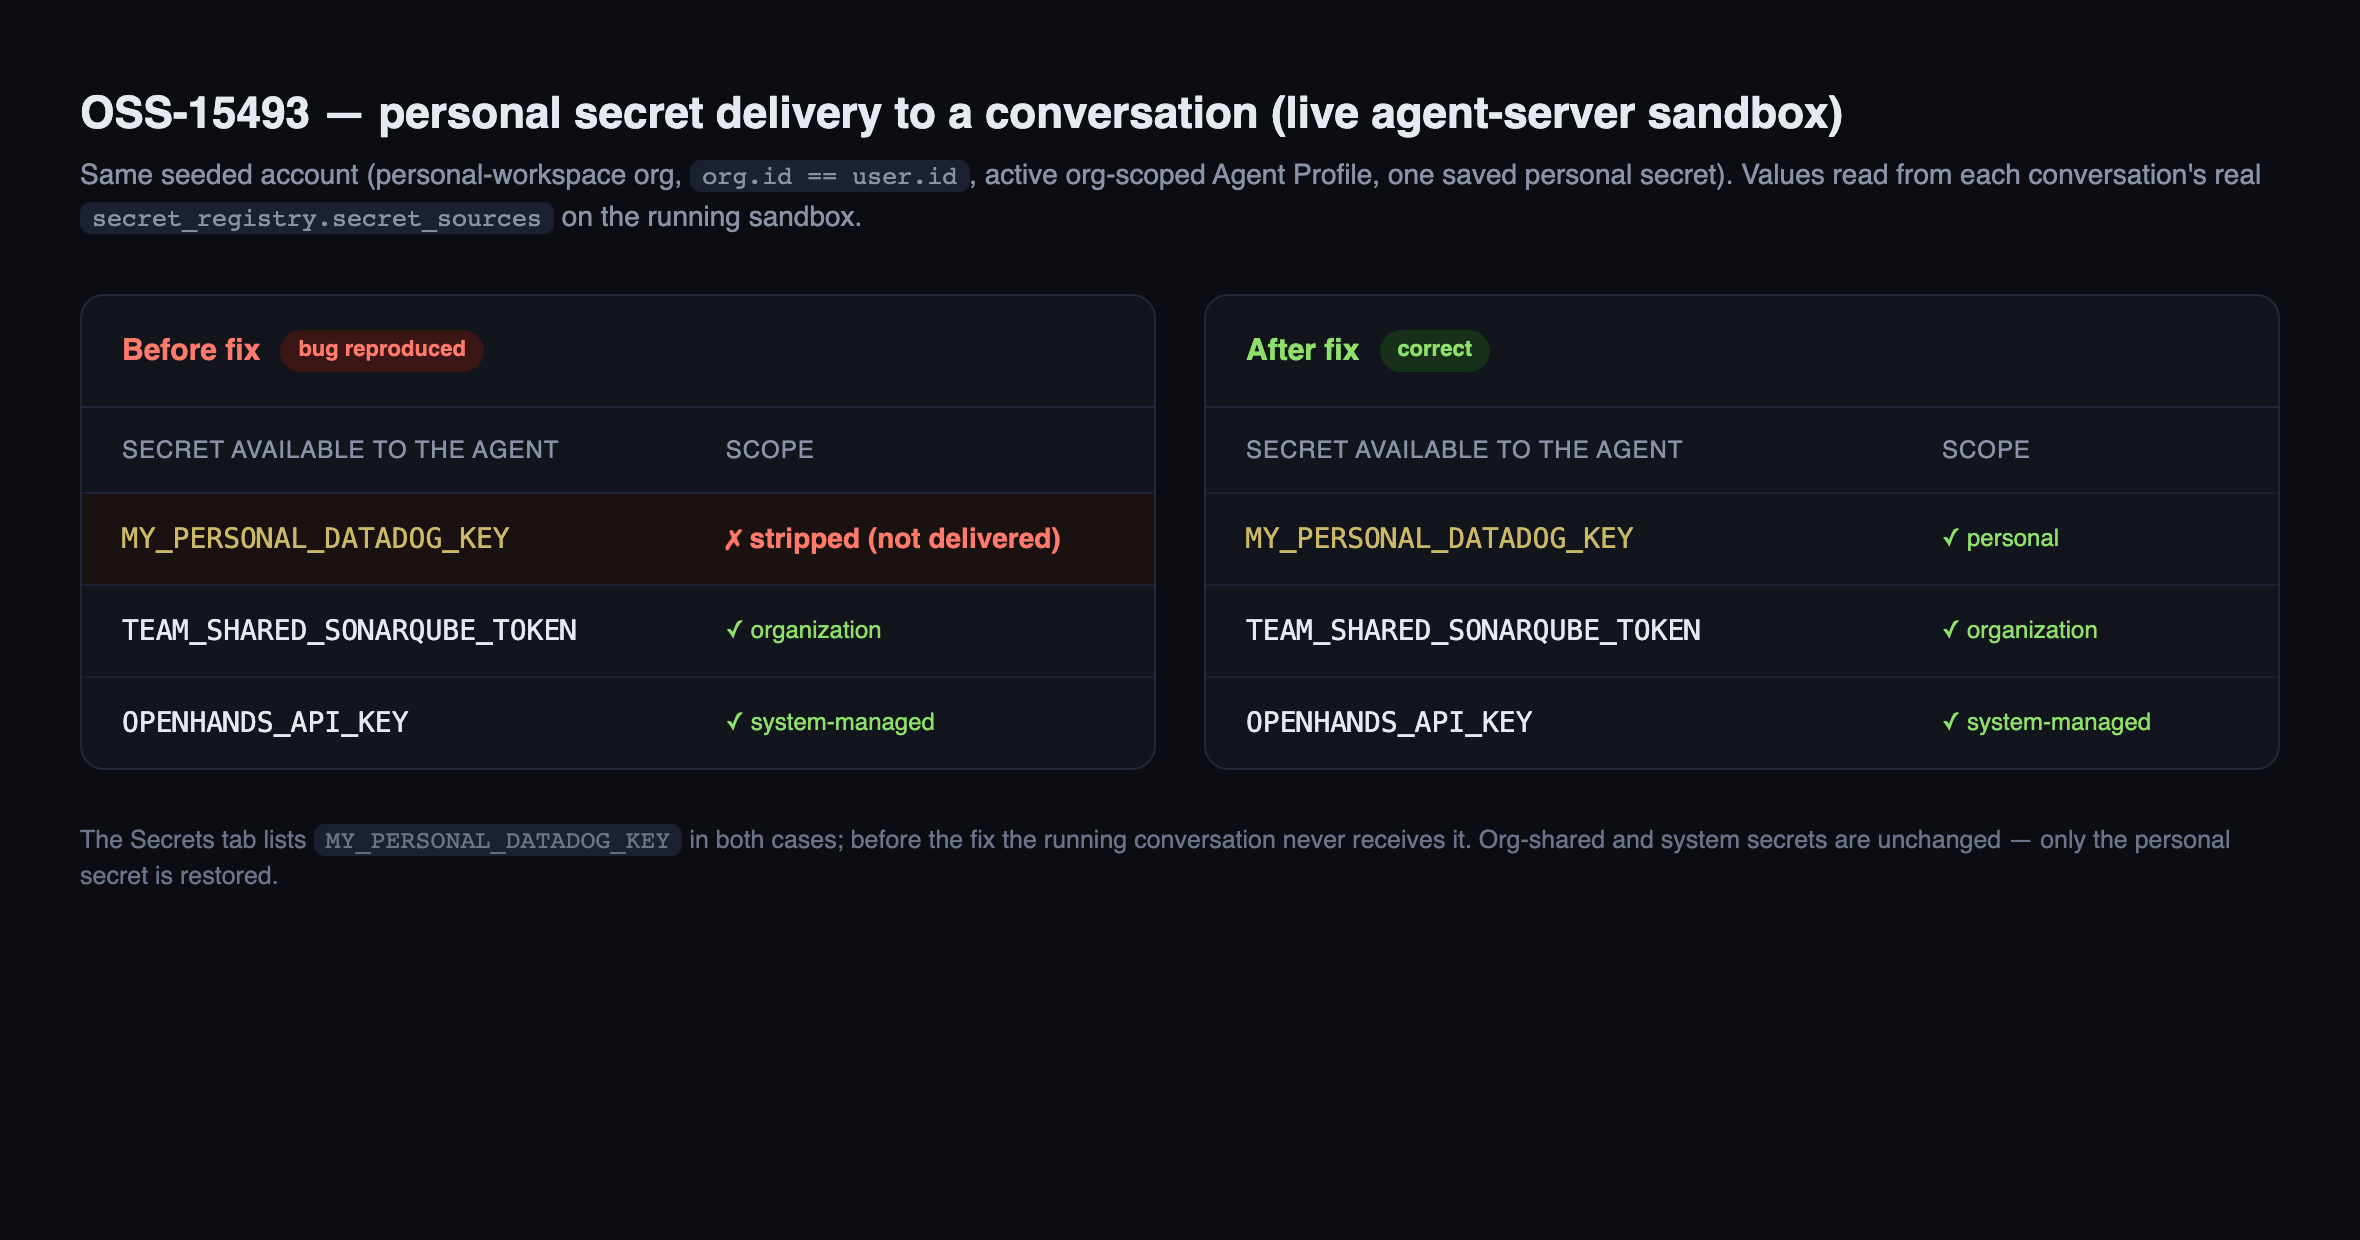 OSS-15493 — personal secret delivery to a conversation (live agent-server sandbox)
Same seeded account (personal-workspace org, org.id == user.id, active org-scoped Agent Profile, one saved personal secret). Values read from each conversation's real
secret_registry.secret_sources on the running sandbox.
Before fix bug reproduced
SECRET AVAILABLE TO THE AGENT SCOPE
MY_PERSONAL_DATADOG_KEY ✗ stripped (not delivered)
TEAM_SHARED_SONARQUBE_TOKEN ✓ organization
OPENHANDS_API_KEY ✓ system-managed
After fix correct
SECRET AVAILABLE TO THE AGENT SCOPE
MY_PERSONAL_DATADOG_KEY ✓ personal
TEAM_SHARED_SONARQUBE_TOKEN ✓ organization
OPENHANDS_API_KEY ✓ system-managed
The Secrets tab lists MY_PERSONAL_DATADOG_KEY in both cases; before the fix the running conversation never receives it. Org-shared and system secrets are unchanged — only the personal
secret is restored.